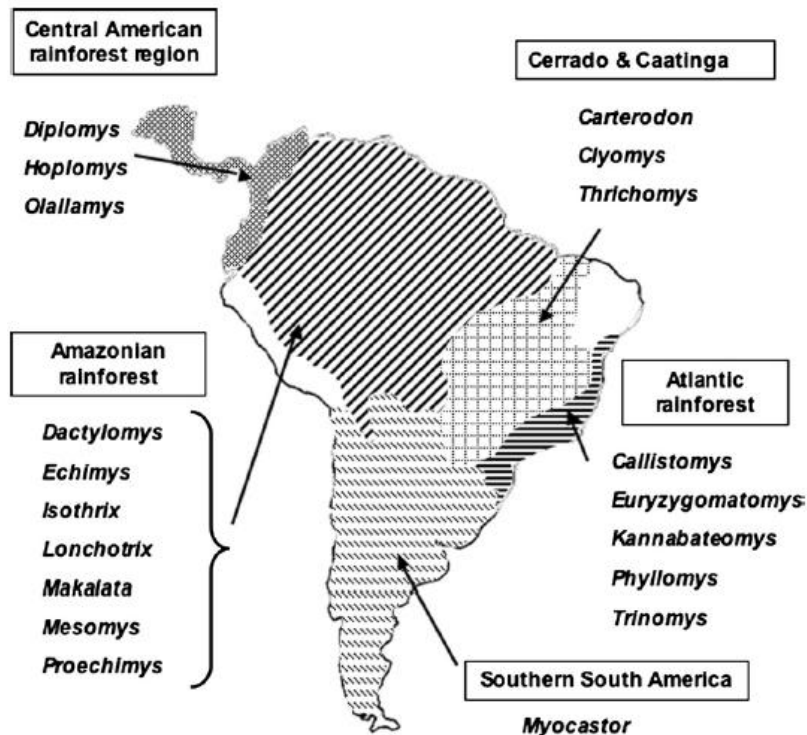 Central American
rainforest region
Diplomys
Hoplomys
Olallamys
Cerrado & Caatinga
Carterodon
Clyomys
Thrichomys
Amazonian
rainforest
Dactylomys
Echimys
Isothrix
Lonchotrix
Makalata
Mesomys
Proechimys
Atlantic
rainforest
Callistomys
Euryzygomatomys
Kannabateomys
Phyllomys
Trinomys
Southern South America
Myocastor